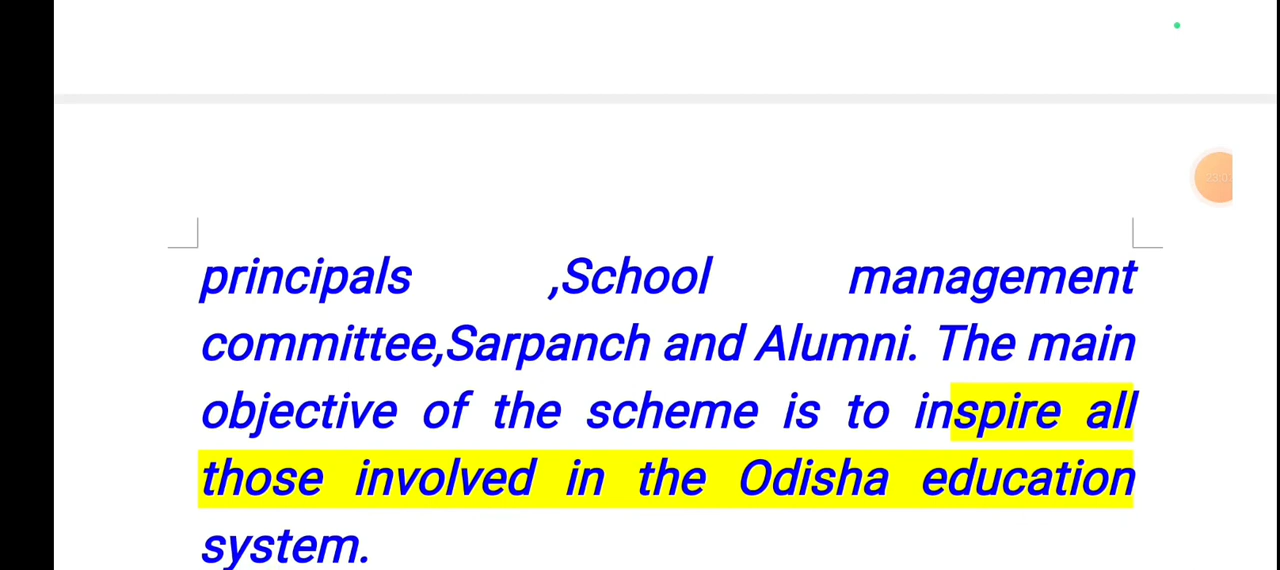 principals ,School management
committee,Sarpanch and Alumni. The main
objective of the scheme is to inspire all
those involved in the Odisha education
system.